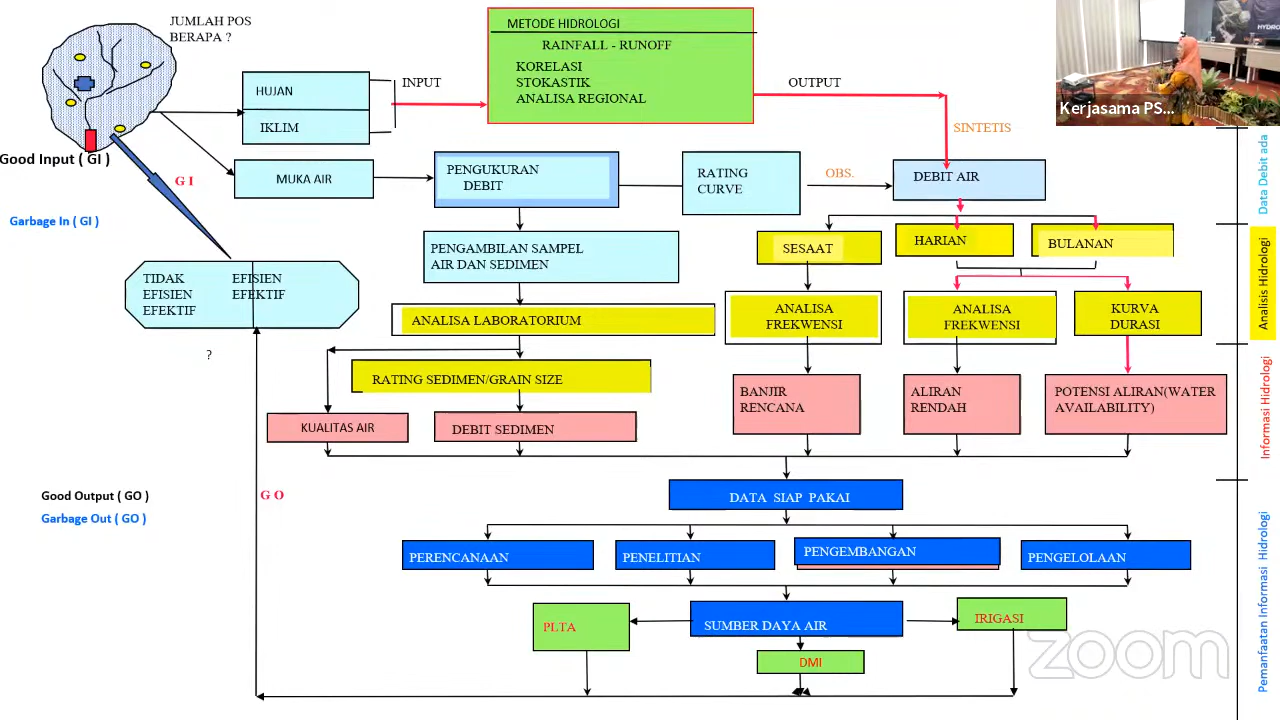 JUMLAH POS
BERAPA ?
METODE HIDROLOGI
RAINFALL - RUNOFF
KORELASI
STOKASTIK
ANALISA REGIONAL
HUJAN
IKLIM
INPUT
OUTPUT
HYDRO
Kerjasama PS...
SINTETIS
Good Input ( GI )
G I
MUKA AIR
PENGUKURAN
DEBIT
RATING
CURVE
OBS.
DEBIT AIR
Data Debit ada
Garbage In ( GI )
PENGAMBILAN SAMPEL
AIR DAN SEDIMEN
SESAAT
HARIAN
BULANAN
TIDAK
EFISIEN
EFEKTIF
EFISIEN
EFEKTIF
?
ANALISA LABORATORIUM
ANALISA
FREKWENSI
ANALISA
FREKWENSI
KURVA
DURASI
Analisis Hidrologi
RATING SEDIMEN/GRAIN SIZE
KUALITAS AIR
DEBIT SEDIMEN
BANJIR
RENCANA
ALIRAN
RENDAH
POTENSI ALIRAN(WATER
AVAILABILITY)
Informasi Hidrologi
Good Output ( GO )
Garbage Out ( GO )
G O
DATA SIAP PAKAI
PERENCANAAN
PENELITIAN
PENGEMBANGAN
PENGELOLAAN
PLTA
SUMBER DAYA AIR
IRIGASI
DMI
Pemanfaatan Informasi Hidrologi
zoom